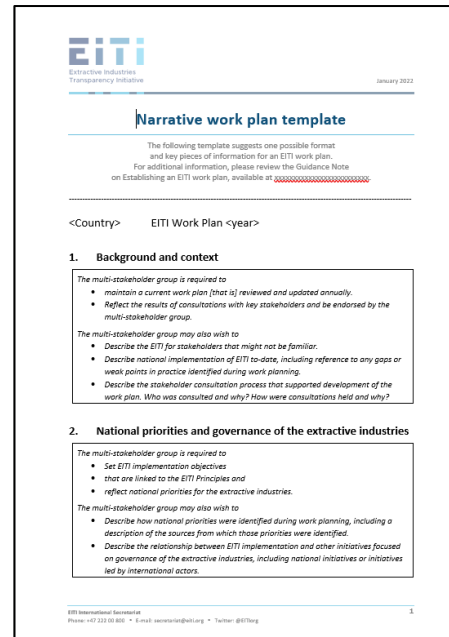 EITI
Extractive Industries
Transparency Initiative
January 2022
Narrative work plan template
The following template suggests one possible format
and key pieces of information for an EITI work plan.
For additional information, please review the Guidance Note
on Establishing an EITI work plan, available at
<Country> EITI Work Plan <year>
1. Background and context
The multi-stakeholder group is required to
• maintain a current work plan [that is] reviewed and updated annually.
• Reflect the results of consultations with key stakeholders and be endorsed by the
multi-stakeholder group.
The multi-stakeholder group may also wish to
• Describe the EITI for stakeholders that might not be familiar.
• Describe national implementation of EITI to-date, including reference to any gaps or
weak points in practice identified during work planning.
• Describe the stakeholder consultation process that supported development of the
work plan. Who was consulted and why? How were consultations held and why?
2. National priorities and governance of the extractive industries
The multi-stakeholder group is required to
• Set EITI implementation objectives
• that are linked to the EITI Principles and
• reflect national priorities for the extractive industries.
The multi-stakeholder group may also wish to
• Describe how national priorities were identified during work planning, including a
description of the sources from which those priorities were identified.
• Describe the relationship between EITI implementation and other initiatives focused
on governance of the extractive industries, including national initiatives or initiatives
led by international actors.
EITI International Secretariat 1
Phone: +47 222 00 800 • E-mail: secretariat@eiti.org • Twitter: @EITIorg